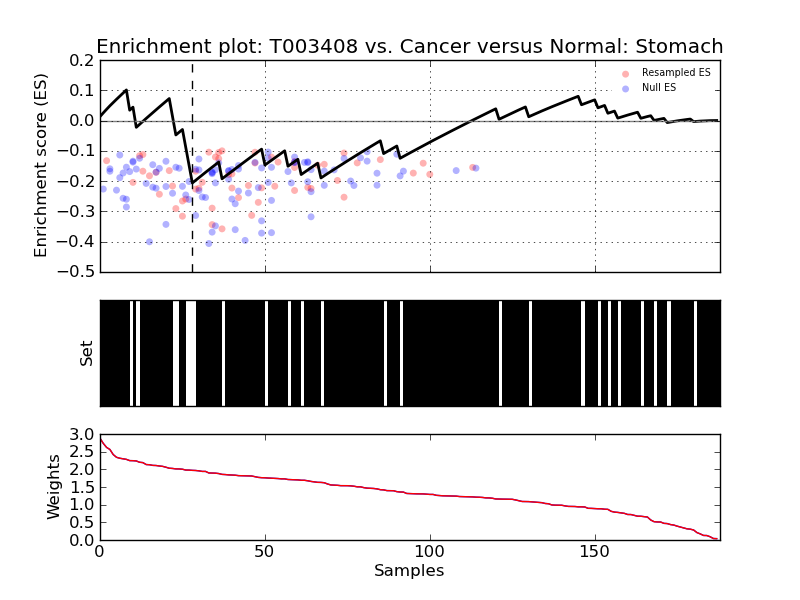 Enrichment plot: T003408 vs. Cancer versus Normal: Stomach
Enrichment score (ES)
0.2
0.1
0.0
−0.1
−0.2
−0.3
−0.4
−0.5
Resampled ES
Null ES
Set
Weights
3.0
2.5
2.0
1.5
1.0
0.5
0.0
0
50
100
150
Samples